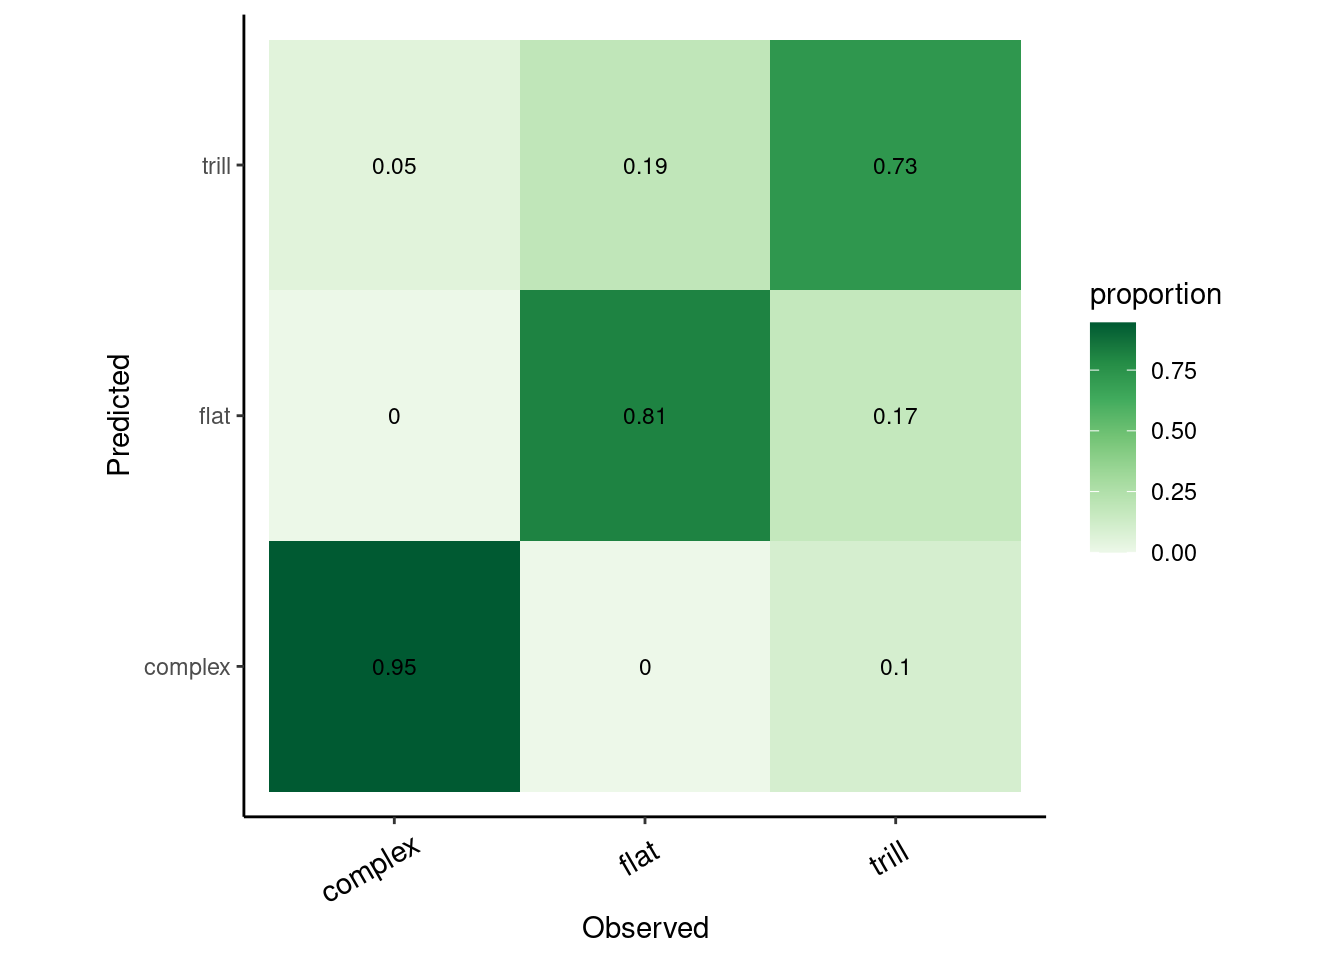 trill
0.05
0.19
0.73
flat
0
0.81
0.17
complex
0.95
0
0.1
Predicted
complex
flat
trill
Observed
proportion
0.75
0.50
0.25
0.00